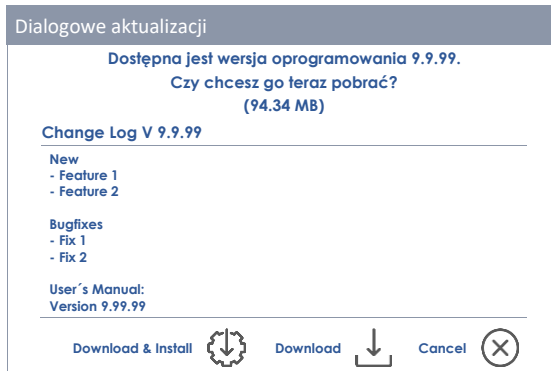 Dialogowe aktualizacji
Dostępna jest wersja oprogramowania 9.9.99.
Czy chcesz go teraz pobrać?
(94.34 MB)
Change Log V 9.9.99
New
- Feature 1
- Feature 2
Bugfixes
- Fix 1
- Fix 2
User´s Manual:
Version 9.99.99
Download & Install Download Cancel